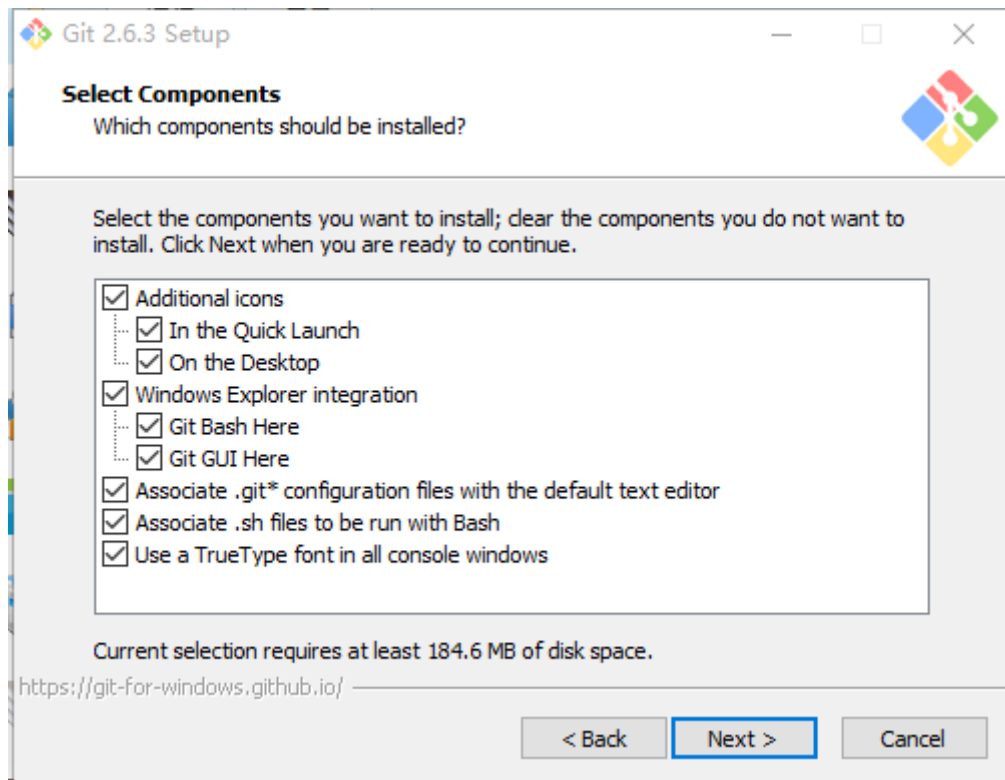 Git 2.6.3 Setup
Select Components
Which components should be installed?
Select the components you want to install; clear the components you do not want to
install. Click Next when you are ready to continue.
Additional icons
In the Quick Launch
On the Desktop
Windows Explorer integration
Git Bash Here
Git GUI Here
Associate .git* configuration files with the default text editor
Associate .sh files to be run with Bash
Use a TrueType font in all console windows
Current selection requires at least 184.6 MB of disk space.
https://git-for-windows.github.io/
< Back Next > Cancel